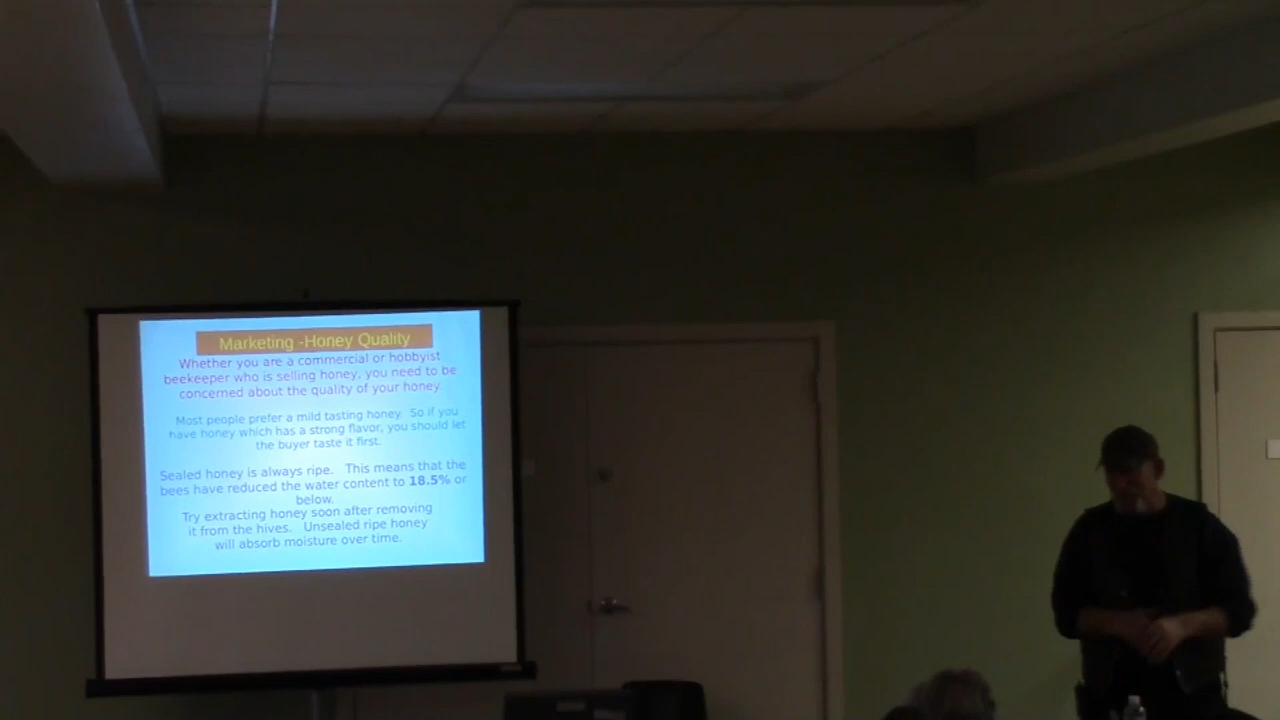 Marketing -Honey Quality
Whether you are a commercial or hobbyist
beekeeper who is selling honey, you need to be
concerned about the quality of your honey.
Most people prefer a mild tasting honey. So if you
have honey which has a strong flavor, you should let
the buyer taste it first.
Sealed honey is always ripe. This means that the
bees have reduced the water content to 18.5% or
below.
Try extracting honey soon after removing
it from the hives. Unsealed ripe honey
will absorb moisture over time.